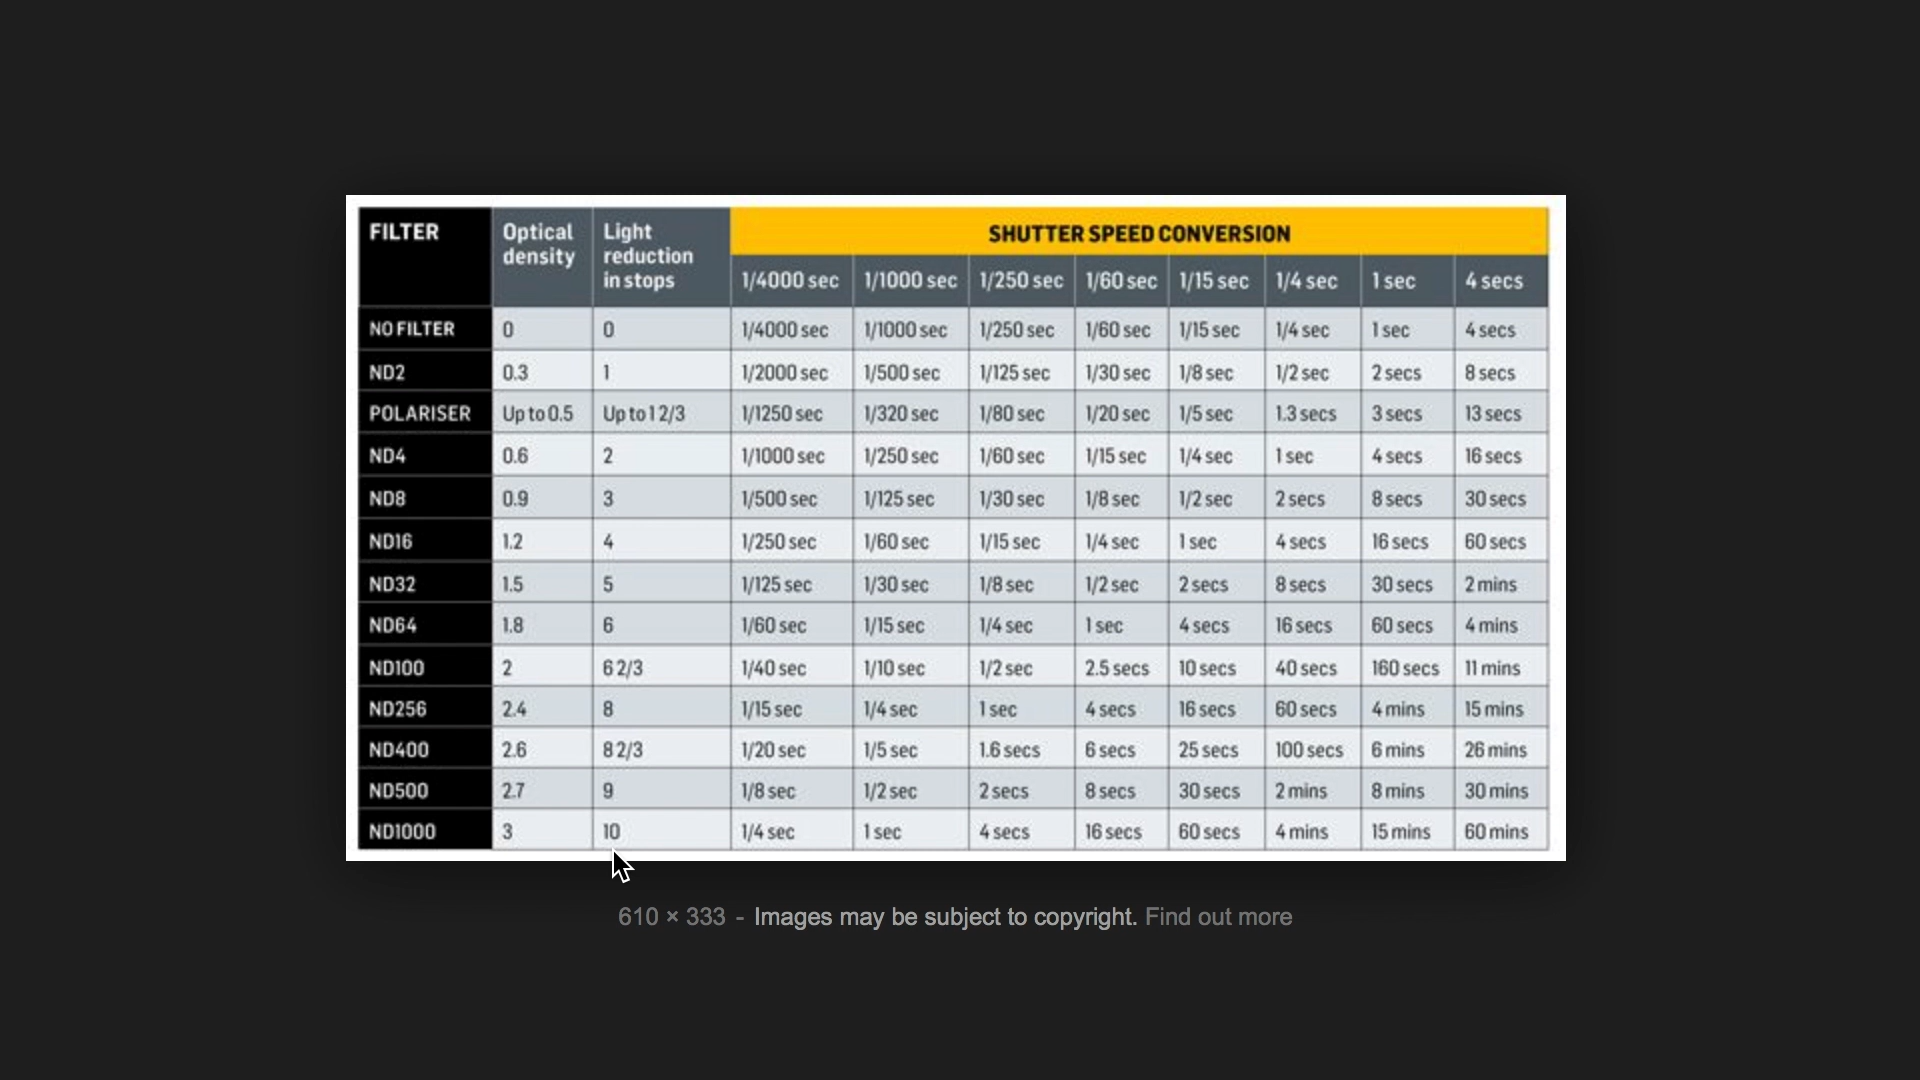 FILTER Optical density Light reduction in stops SHUTTER SPEED CONVERSION
1/4000 sec 1/1000 sec 1/250 sec 1/60 sec 1/15 sec 1/4 sec 1 sec 4 secs
NO FILTER 0 0 1/4000 sec 1/1000 sec 1/250 sec 1/60 sec 1/15 sec 1/4 sec 1 sec 4 secs
ND2 0.3 1 1/2000 sec 1/500 sec 1/125 sec 1/30 sec 1/8 sec 1/2 sec 2 secs 8 secs
POLARISER Up to 0.5 Up to 1 2/3 1/1250 sec 1/320 sec 1/80 sec 1/20 sec 1/5 sec 1.3 secs 3 secs 13 secs
ND4 0.6 2 1/1000 sec 1/250 sec 1/60 sec 1/15 sec 1/4 sec 1 sec 4 secs 16 secs
ND8 0.9 3 1/500 sec 1/125 sec 1/30 sec 1/8 sec 1/2 sec 2 secs 8 secs 30 secs
ND16 1.2 4 1/250 sec 1/60 sec 1/15 sec 1/4 sec 1 sec 4 secs 16 secs 60 secs
ND32 1.5 5 1/125 sec 1/30 sec 1/8 sec 1/2 sec 2 secs 8 secs 30 secs 2 mins
ND64 1.8 6 1/60 sec 1/15 sec 1/4 sec 1 sec 4 secs 16 secs 60 secs 4 mins
ND100 2 6 2/3 1/40 sec 1/10 sec 1/2 sec 2.5 secs 10 secs 40 secs 160 secs 11 mins
ND256 2.4 8 1/15 sec 1/4 sec 1 sec 4 secs 16 secs 60 secs 4 mins 15 mins
ND400 2.6 8 2/3 1/20 sec 1/5 sec 1.6 secs 6 secs 25 secs 100 secs 6 mins 26 mins
ND500 2.7 9 1/8 sec 1/2 sec 2 secs 8 secs 30 secs 2 mins 8 mins 30 mins
ND1000 3 10 1/4 sec 1 sec 4 secs 16 secs 60 secs 4 mins 15 mins 60 mins
610 × 333 - Images may be subject to copyright. Find out more